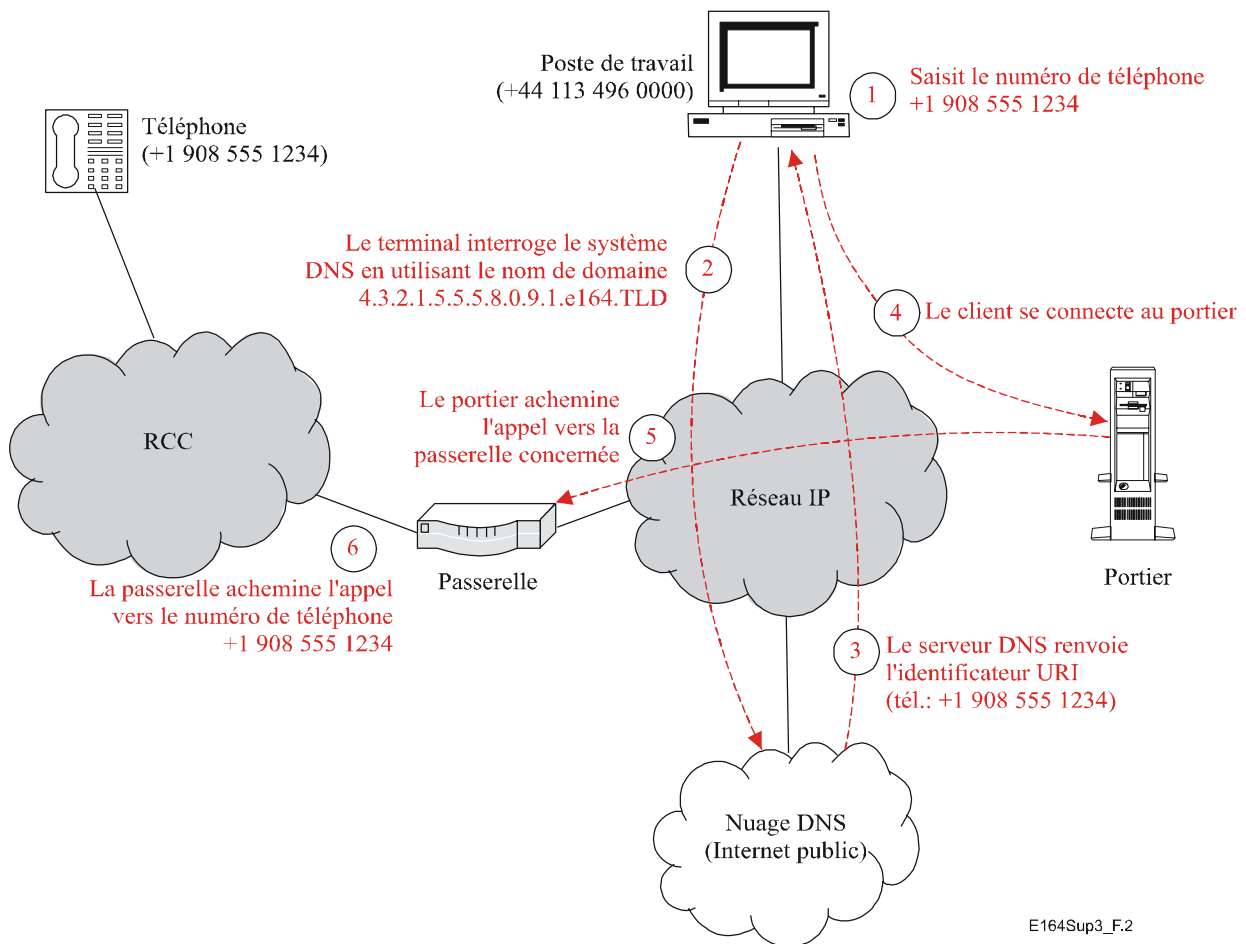 Poste de travail
(+44 113 496 0000)
1
Saisit le numéro de téléphone
+1 908 555 1234
Téléphone
(+1 908 555 1234)
Le terminal interroge le système
DNS en utilisant le nom de domaine
4.3.2.1.5.5.5.8.0.9.1.e164.TLD
2
4
Le client se connecte au portier
RCC
Le portier achemine
l'appel vers la
passerelle concernée
5
Réseau IP
6
Passerelle
Portier
La passerelle achemine l'appel
vers le numéro de téléphone
+1 908 555 1234
3
Le serveur DNS renvoie
l'identificateur URI
(tél.: +1 908 555 1234)
Nuage DNS
(Internet public)
E164Sup3_F.2